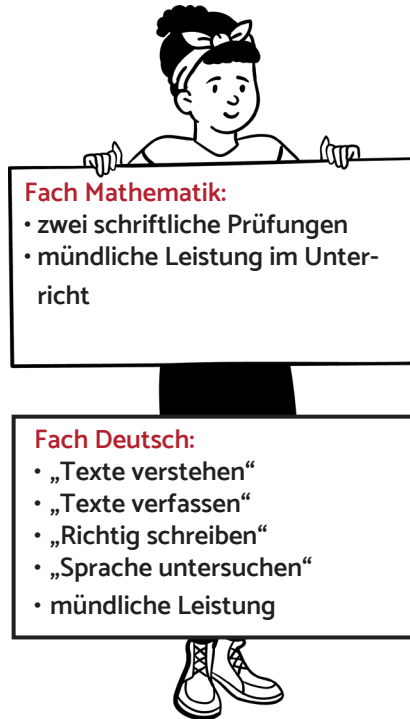 Fach Mathematik:
• zwei schriftliche Prüfungen
• mündliche Leistung im Unter-
richt
Fach Deutsch:
• „Texte verstehen“
• „Texte verfassen“
• „Richtig schreiben“
• „Sprache untersuchen“
• mündliche Leistung